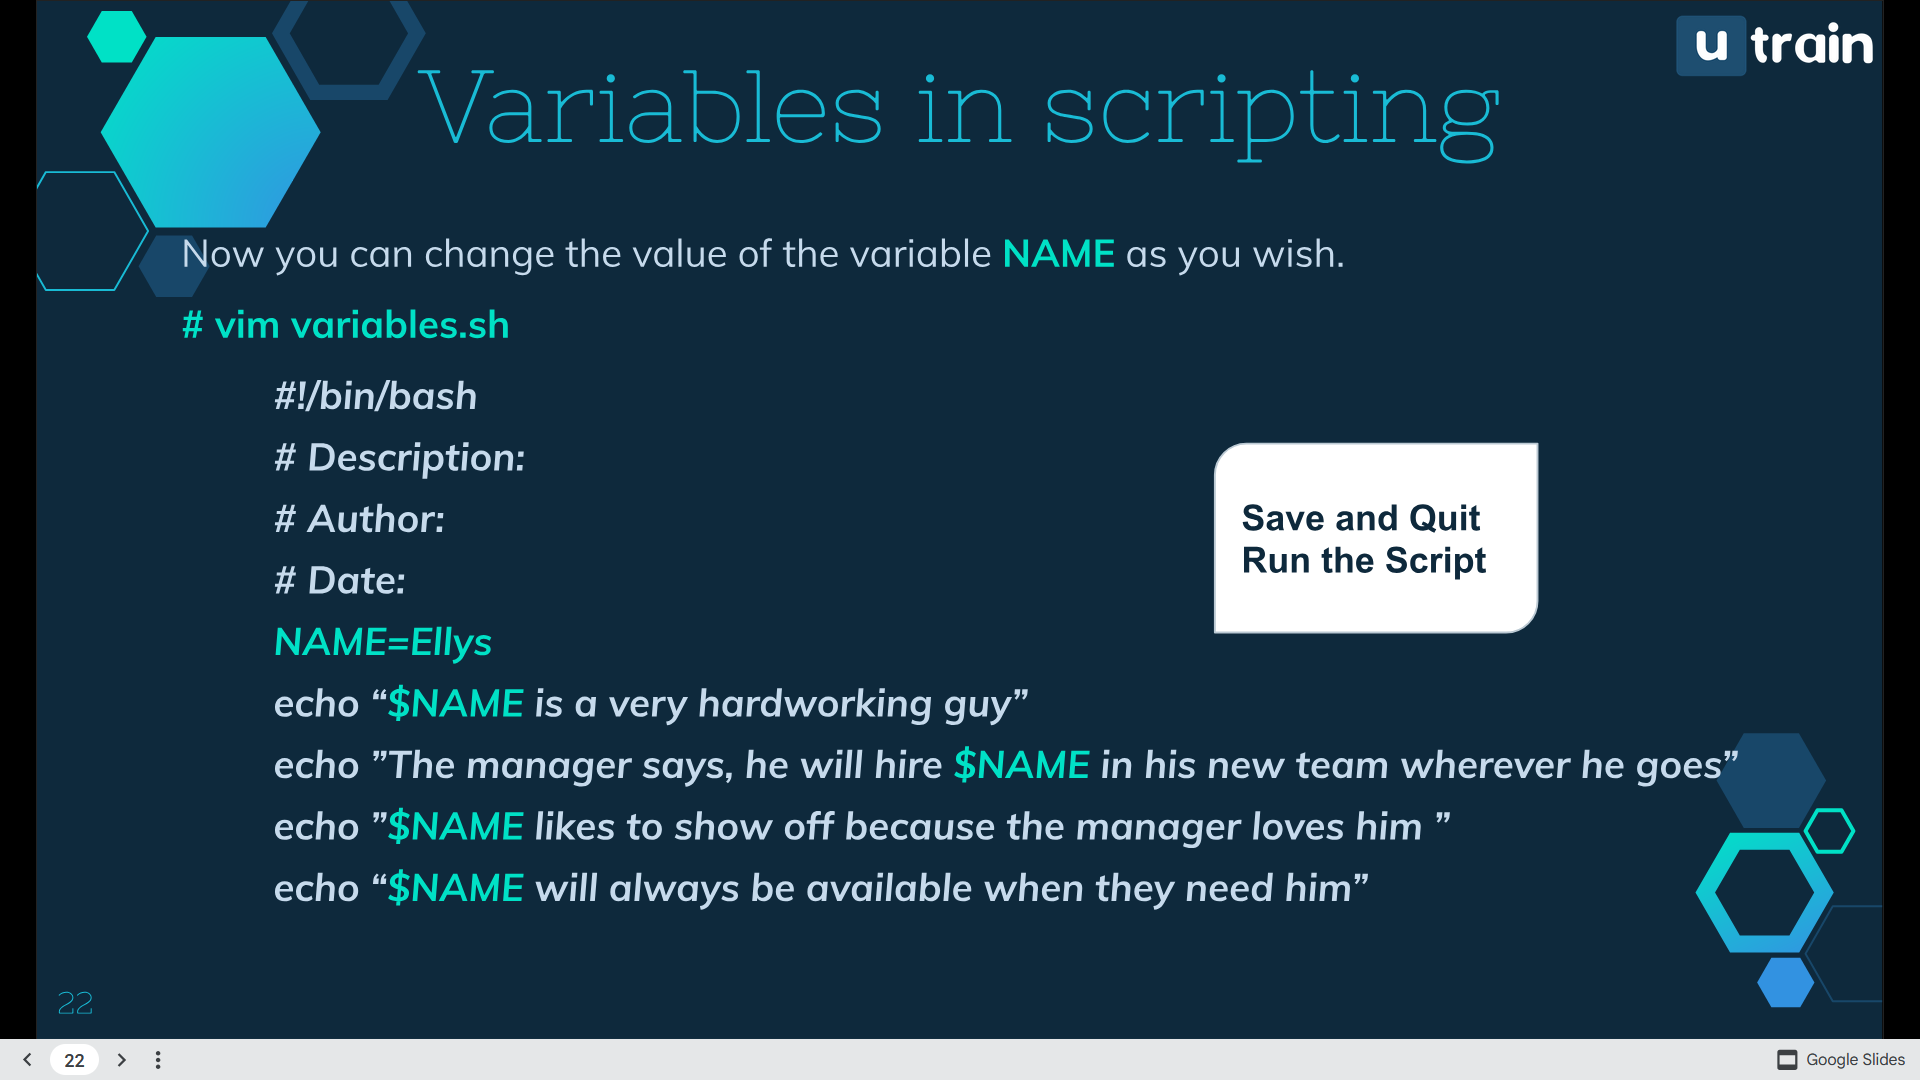 u train
Variables in scripting
Now you can change the value of the variable NAME as you wish.
# vim variables.sh
#!/bin/bash
# Description:
# Author:
# Date:
NAME=Ellys
echo “$NAME is a very hardworking guy”
echo ”The manager says, he will hire $NAME in his new team wherever he goes”
echo ”$NAME likes to show off because the manager loves him ”
echo “$NAME will always be available when they need him”
Save and Quit
Run the Script
22
22
Google Slides